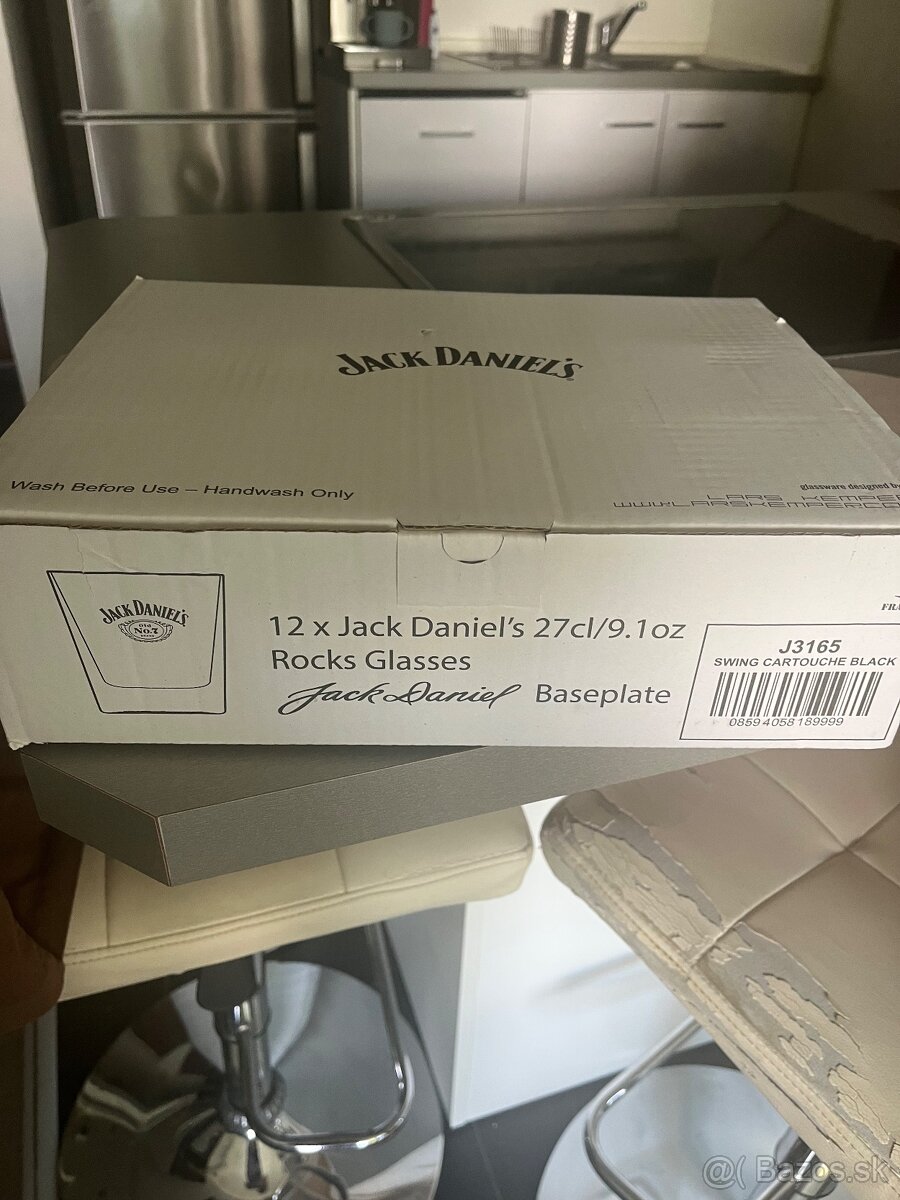 JACK DANIEL'S
Wash Before Use – Handwash Only
glassware designed by
LARS KEMPER
WWW.LARSKEMPERCO
JACK DANIEL'S
Old
No.7
BRAND
12 x Jack Daniel's 27cl/9.1oz
Rocks Glasses
Jack Daniel Baseplate
J3165
SWING CARTOUCHE BLACK
0859 4058 189999
@( Bazos.sk